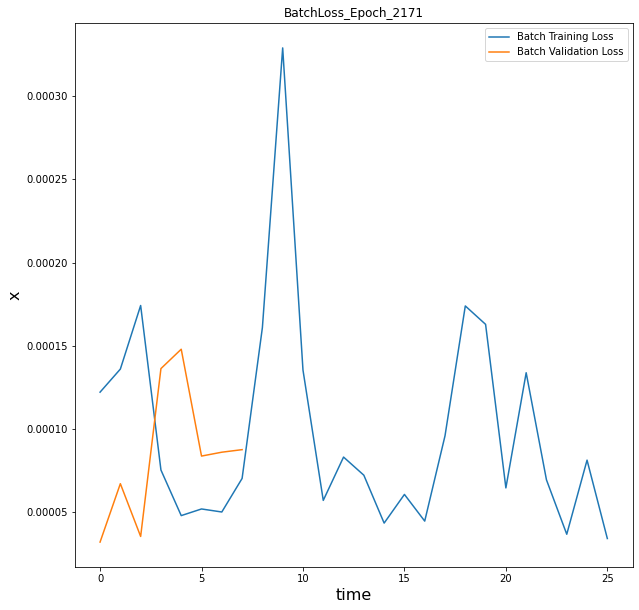 BatchLoss_Epoch_2171
Batch Training Loss
Batch Validation Loss
0.00030
0.00025
0.00020
0.00015
0.00010
0.00005
x
0 5 10 15 20 25
time